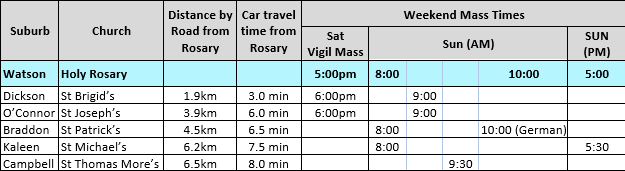 Suburb Church Distance by Road from Rosary Car travel time from Rosary Weekend Mass Times
Sat Vigil Mass Sun (AM) SUN (PM)
Watson Holy Rosary 5:00pm 8:00 10:00 5:00
Dickson St Brigid's 1.9km 3.0 min 6:00pm 9:00
O'Connor St Joseph's 3.9km 6.0 min 6:00pm 9:00
Braddon St Patrick's 4.5km 6.5 min 8:00 10:00 (German)
Kaleen St Michael's 6.2km 7.5 min 8:00 5:30
Campbell St Thomas More's 6.5km 8.0 min 9:30